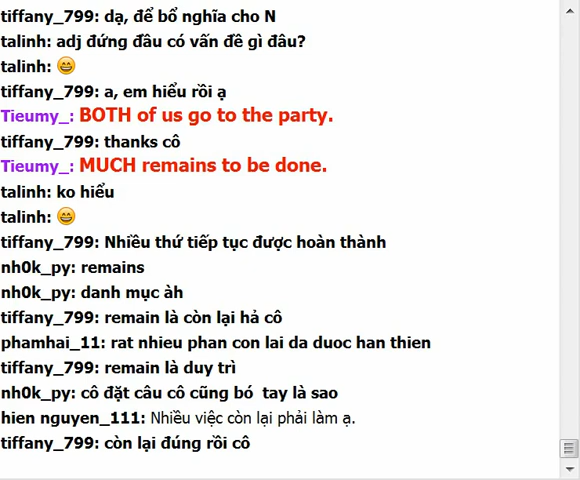 tiffany_799: dạ, để bổ nghĩa cho N
talinh: adj đứng đầu có vấn đề gì đâu?
talinh: 😄
tiffany_799: a, em hiểu rồi ạ
Tieumy_: BOTH of us go to the party.
tiffany_799: thanks cô
Tieumy_: MUCH remains to be done.
talinh: ko hiểu
talinh: 😄
tiffany_799: Nhiều thứ tiếp tục được hoàn thành
nh0k_py: remains
nh0k_py: danh mục àh
tiffany_799: remain là còn lại hả cô
phamhai_11: rat nhieu phan con lai da duoc han thien
tiffany_799: remain là duy trì
nh0k_py: cô đặt câu cô cũng bó  tay là sao
hien nguyen_111: Nhiều việc còn lại phải làm ạ.
tiffany_799: còn lại đúng rồi cô